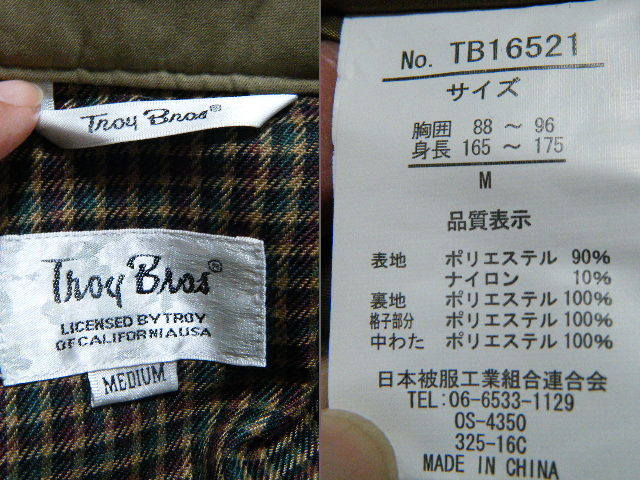 Troy Bros®
Troy Bros®
LICENSED BY TROY
OF CALIFORNIA USA
MEDIUM
No. TB16521
サイズ
胸囲 88 ～ 96
身長 165 ～ 175
M
品質表示
表地 ポリエステル 90%
ナイロン 10%
裏地 ポリエステル 100%
格子部分 ポリエステル 100%
中わた ポリエステル 100%
日本被服工業組合連合会
TEL:06-6533-1129
OS-4350
325-16C
MADE IN CHINA